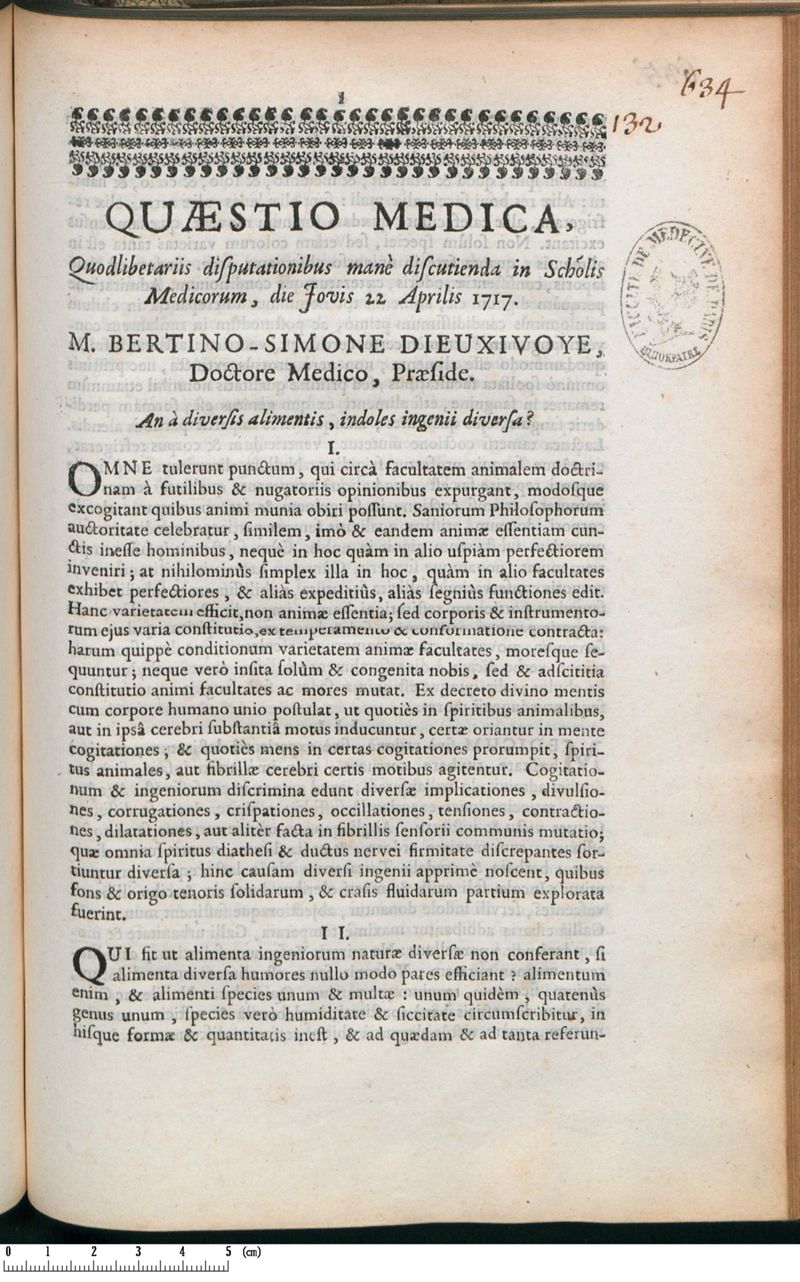 634
1
132
QUÆSTIO MEDICA,
Quodlibetariis diſputationibus manè diſcutienda in Scholis
Medicorum, die Jovis 22 Aprilis 1717.
M. BERTINO-SIMONE DIEUXIVOYE,
Doctore Medico, Præſide.
An à diverſis alimentis, indoles ingenii diverſa?
I.
OMNE tulerunt punctum, qui circà facultatem animalem doctri-
nam à futilibus & nugatoriis opinionibus expurgant, modoſque
excogitant quibus animi munia obiri poſſunt. Saniorum Philoſophorum
auctoritate celebratur, ſimilem, imò & eandem animæ eſſentiam cun-
ctis ineſſe hominibus, nequè in hoc quàm in alio uſpiàm perfectiorem
inveniri; at nihilominùs ſimplex illa in hoc, quàm in alio facultates
exhibet perfectiores, & aliàs expeditiùs, aliàs ſegniùs functiones edit.
Hanc varietatem efficit, non animæ eſſentia; ſed corporis & inſtrumento-
rum ejus varia conſtitutio, ex temperamento & conformatione contracta:
harum quippè conditionum varietatem animæ facultates, moreſque ſe-
quuntur; neque verò inſita ſolùm & congenita nobis, ſed & adſcititia
conſtitutio animi facultates ac mores mutat. Ex decreto divino mentis
cum corpore humano unio poſtulat, ut quotiès in ſpiritibus animalibus,
aut in ipsâ cerebri ſubſtantiâ motus inducuntur, certæ oriantur in mente
cogitationes; & quotiès mens in certas cogitationes prorumpit, ſpiri-
tus animales, aut fibrillæ cerebri certis motibus agitentur. Cogitatio-
num & ingeniorum diſcrimina edunt diverſæ implicationes, divulſio-
nes, corrugationes, criſpationes, occillationes, tenſiones, contractio-
nes, dilatationes, aut alitèr facta in fibrillis ſenſorii communis mutatio;
quæ omnia ſpiritus diatheſi & ductus nervei firmitate diſcrepantes ſor-
tiuntur diverſa; hinc cauſam diverſi ingenii apprimè noſcent, quibus
fons & origo tenoris ſolidarum, & craſis fluidarum partium explorata
fuerint.
II.
QUI fit ut alimenta ingeniorum naturæ diverſæ non conferant, ſi
alimenta diverſa humores nullo modo pares efficiant? alimentum
enim, & alimenti ſpecies unum & multæ: unum quidèm, quatenùs
genus unum, ſpecies verò humiditate & ſiccitate circumſcribitur, in
hiſque formæ & quantitatis ineſt, & ad quædam & ad tanta referun-
FACULTÉ DE MEDECINE DE PARIS
0 1 2 3 4 5 (cm)